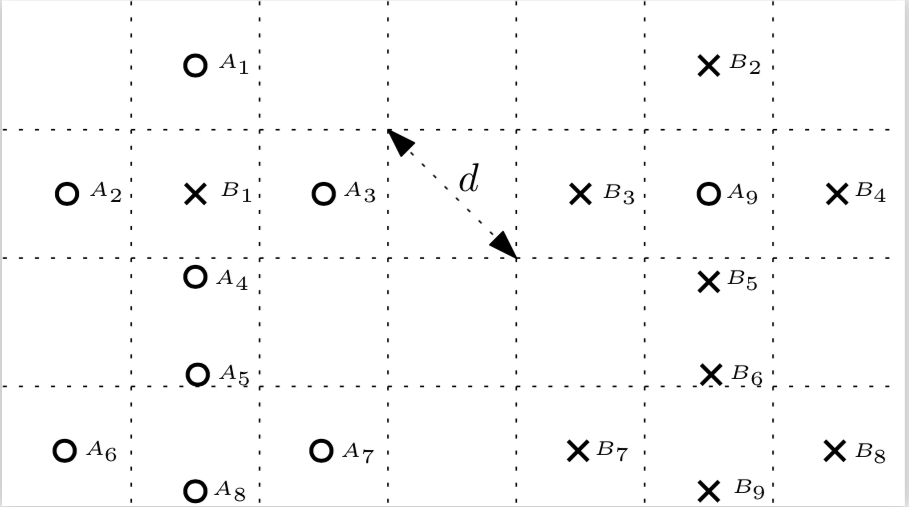 A₁ B₂
d
A₂ B₁ A₃ B₃ A₉ B₄
A₄ B₅
A₅ B₆
A₆ A₇ B₇ B₈
A₈ B₉